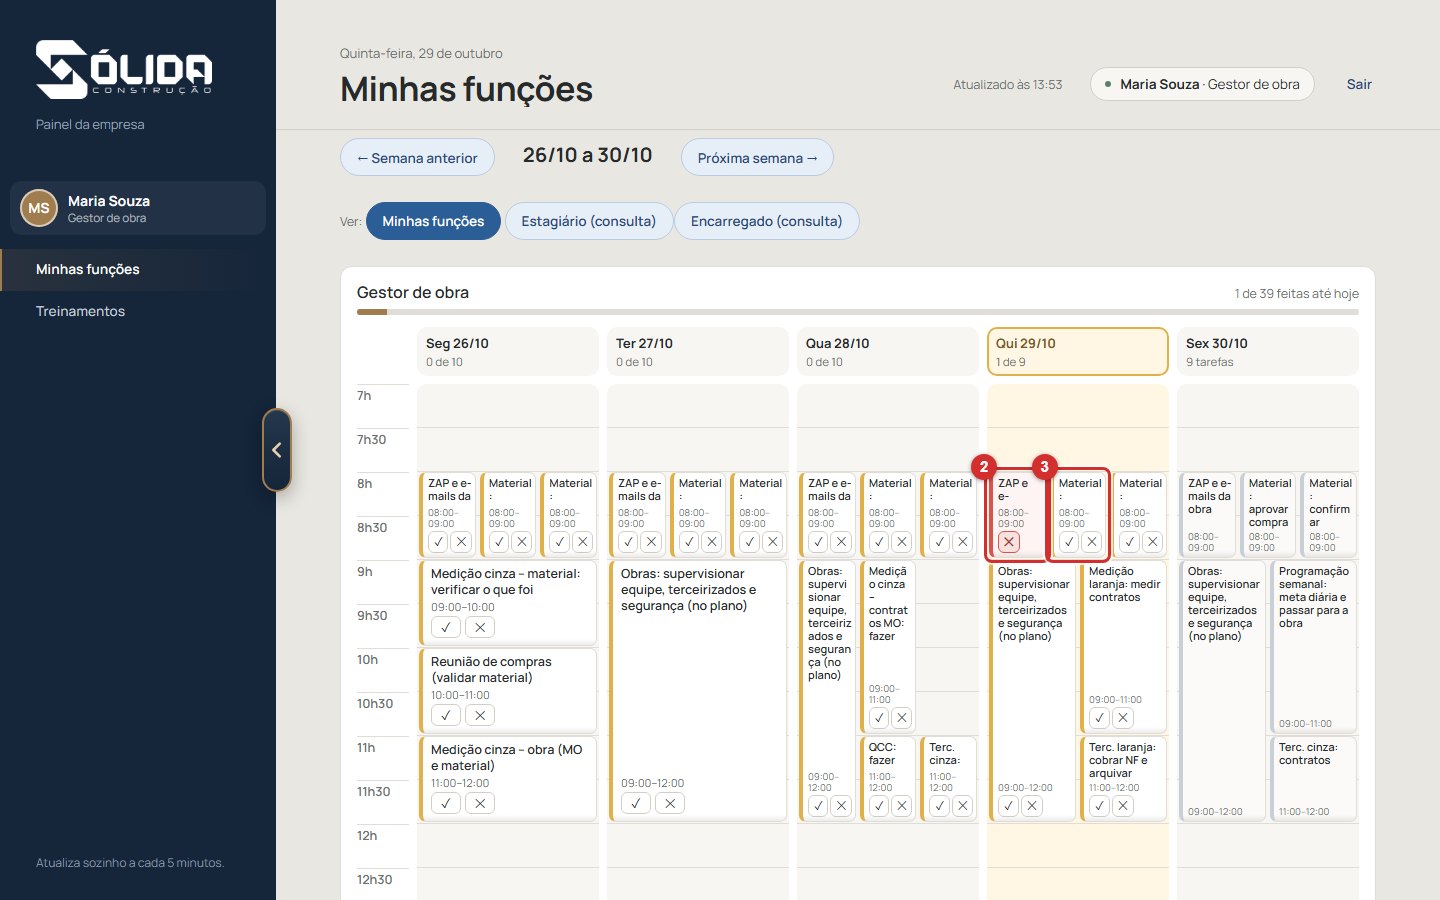 SÓLIDA
CONSTRUÇÃO
Painel da empresa
MS
Maria Souza
Gestor de obra
Minhas funções
Treinamentos
Atualiza sozinho a cada 5 minutos.
Quinta-feira, 29 de outubro
Minhas funções
Atualizado às 13:53
Maria Souza · Gestor de obra
Sair
← Semana anterior
26/10 a 30/10
Próxima semana →
Ver:
Minhas funções
Estagiário (consulta)
Encarregado (consulta)
Gestor de obra
1 de 39 feitas até hoje
Seg 26/10
0 de 10
Ter 27/10
0 de 10
Qua 28/10
0 de 10
Qui 29/10
1 de 9
Sex 30/10
9 tarefas
7h
7h30
8h
8h30
9h
9h30
10h
10h30
11h
11h30
12h
12h30
ZAP e e-
mails da
08:00–
09:00
✓ ✕
Material
:
08:00–
09:00
✓ ✕
Material
:
08:00–
09:00
✓ ✕
Medição cinza – material:
verificar o que foi
09:00–10:00
✓ ✕
Reunião de compras
(validar material)
10:00–11:00
✓ ✕
Medição cinza – obra (MO
e material)
11:00–12:00
✓ ✕
ZAP e e-
mails da
08:00–
09:00
✓ ✕
Material
:
08:00–
09:00
✓ ✕
Material
:
08:00–
09:00
✓ ✕
Obras: supervisionar
equipe, terceirizados e
segurança (no plano)
09:00–12:00
✓ ✕
ZAP e e-
mails da
08:00–
09:00
✓ ✕
Material
:
08:00–
09:00
✓ ✕
Material
:
08:00–
09:00
✓ ✕
Obras:
supervi
sionar
equipe,
terceiriz
ados e
seguran
ça (no
plano)
09:00–
12:00
✓ ✕
Mediçã
o cinza
–
contrat
os MO:
fazer
09:00–
11:00
✓ ✕
QCC:
fazer
11:00–
12:00
✓ ✕
Terc.
cinza:
11:00–
12:00
✓ ✕
2
ZAP e
e-
08:00–
09:00
✕
3
Material
:
08:00–
09:00
✓ ✕
Material
:
08:00–
09:00
✓ ✕
Obras:
supervisionar
equipe,
terceirizados
e segurança
(no plano)
09:00–12:00
✓ ✕
Medição
laranja: medir
contratos
09:00–11:00
✓ ✕
Terc. laranja:
cobrar NF e
arquivar
11:00–12:00
✓ ✕
ZAP e e-
mails da
obra
08:00–
09:00
Material
:
aprovar
compra
08:00–
09:00
Material
:
confirm
ar
08:00–
09:00
Obras:
supervisionar
equipe,
terceirizados
e segurança
(no plano)
09:00–12:00
Programação
semanal:
meta diária e
passar para a
obra
09:00–11:00
Terc. cinza:
contratos
11:00–12:00